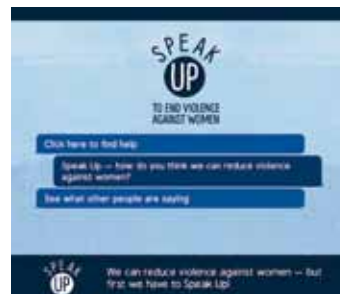 SPEAK
UP
TO END VIOLENCE
AGAINST WOMEN
Click here to find help
Speak Up — how do you think we can reduce violence
against women?
See what other people are saying
SPEAK
UP
We can reduce violence against women — but
first we have to Speak Up!